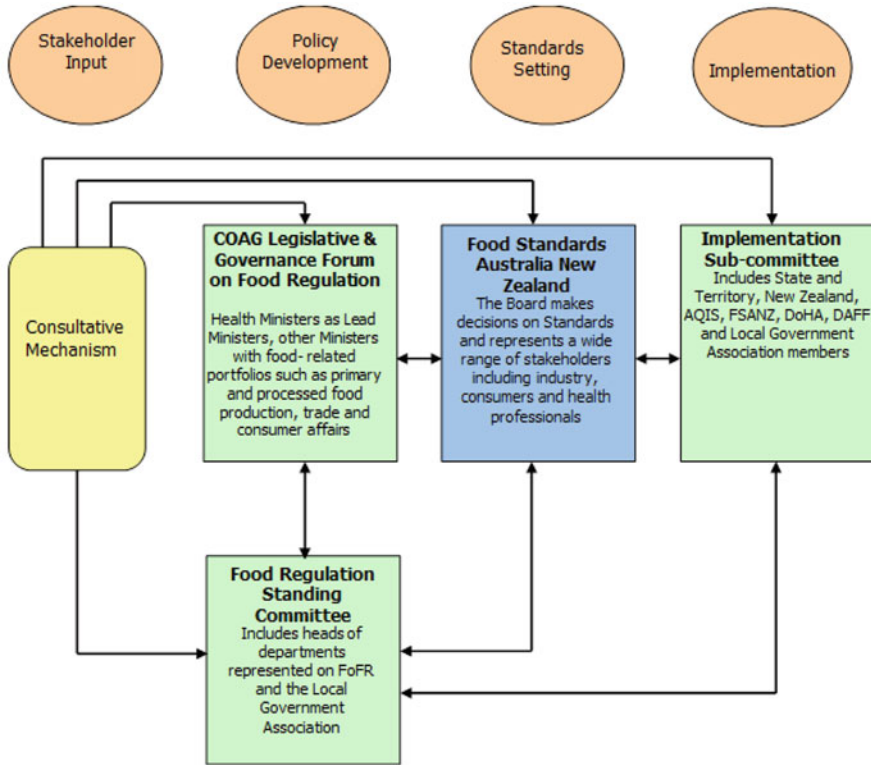 Stakeholder
Input
Policy
Development
Standards
Setting
Implementation
Consultative
Mechanism
COAG Legislative &
Governance Forum
on Food Regulation
Health Ministers as Lead
Ministers, other Ministers
with food- related
portfolios such as primary
and processed food
production, trade and
consumer affairs
Food Standards
Australia New
Zealand
The Board makes
decisions on Standards
and represents a wide
range of stakeholders
including industry,
consumers and health
professionals
Implementation
Sub-committee
Includes State and
Territory, New Zealand,
AQIS, FSANZ, DoHA, DAFF
and Local Government
Association members
Food Regulation
Standing
Committee
Includes heads of
departments
represented on FoFR
and the Local
Government
Association